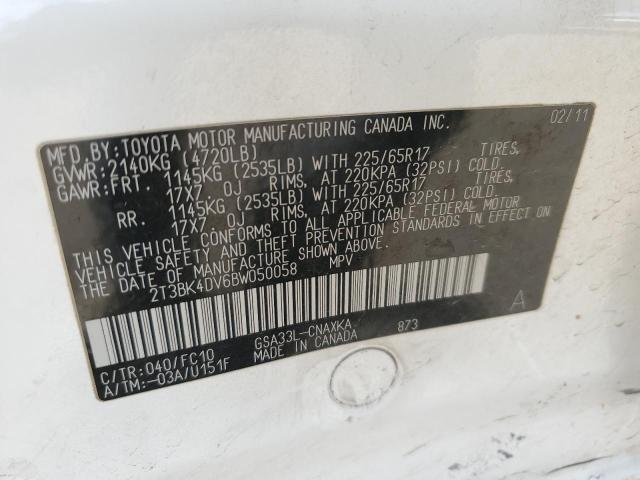 02/11
MFD.BY:TOYOTA MOTOR MANUFACTURING CANADA INC.
GVWR:2140KG (4720LB)
GAWR:FRT. 1145KG (2535LB) WITH 225/65R17 TIRES,
17X7.0J RIMS, AT 220KPA (32PSI) COLD.
RR. 1145KG (2535LB) WITH 225/65R17 TIRES,
17X7.0J RIMS, AT 220KPA (32PSI) COLD.
THIS VEHICLE CONFORMS TO ALL APPLICABLE FEDERAL MOTOR
VEHICLE SAFETY AND THEFT PREVENTION STANDARDS IN EFFECT ON
THE DATE OF MANUFACTURE SHOWN ABOVE.
2T3BK4DV6BW050058 MPV
A
C/TR:040/FC10 GSA33L-CNAXKA 873
A/TM:-03A/U151F MADE IN CANADA